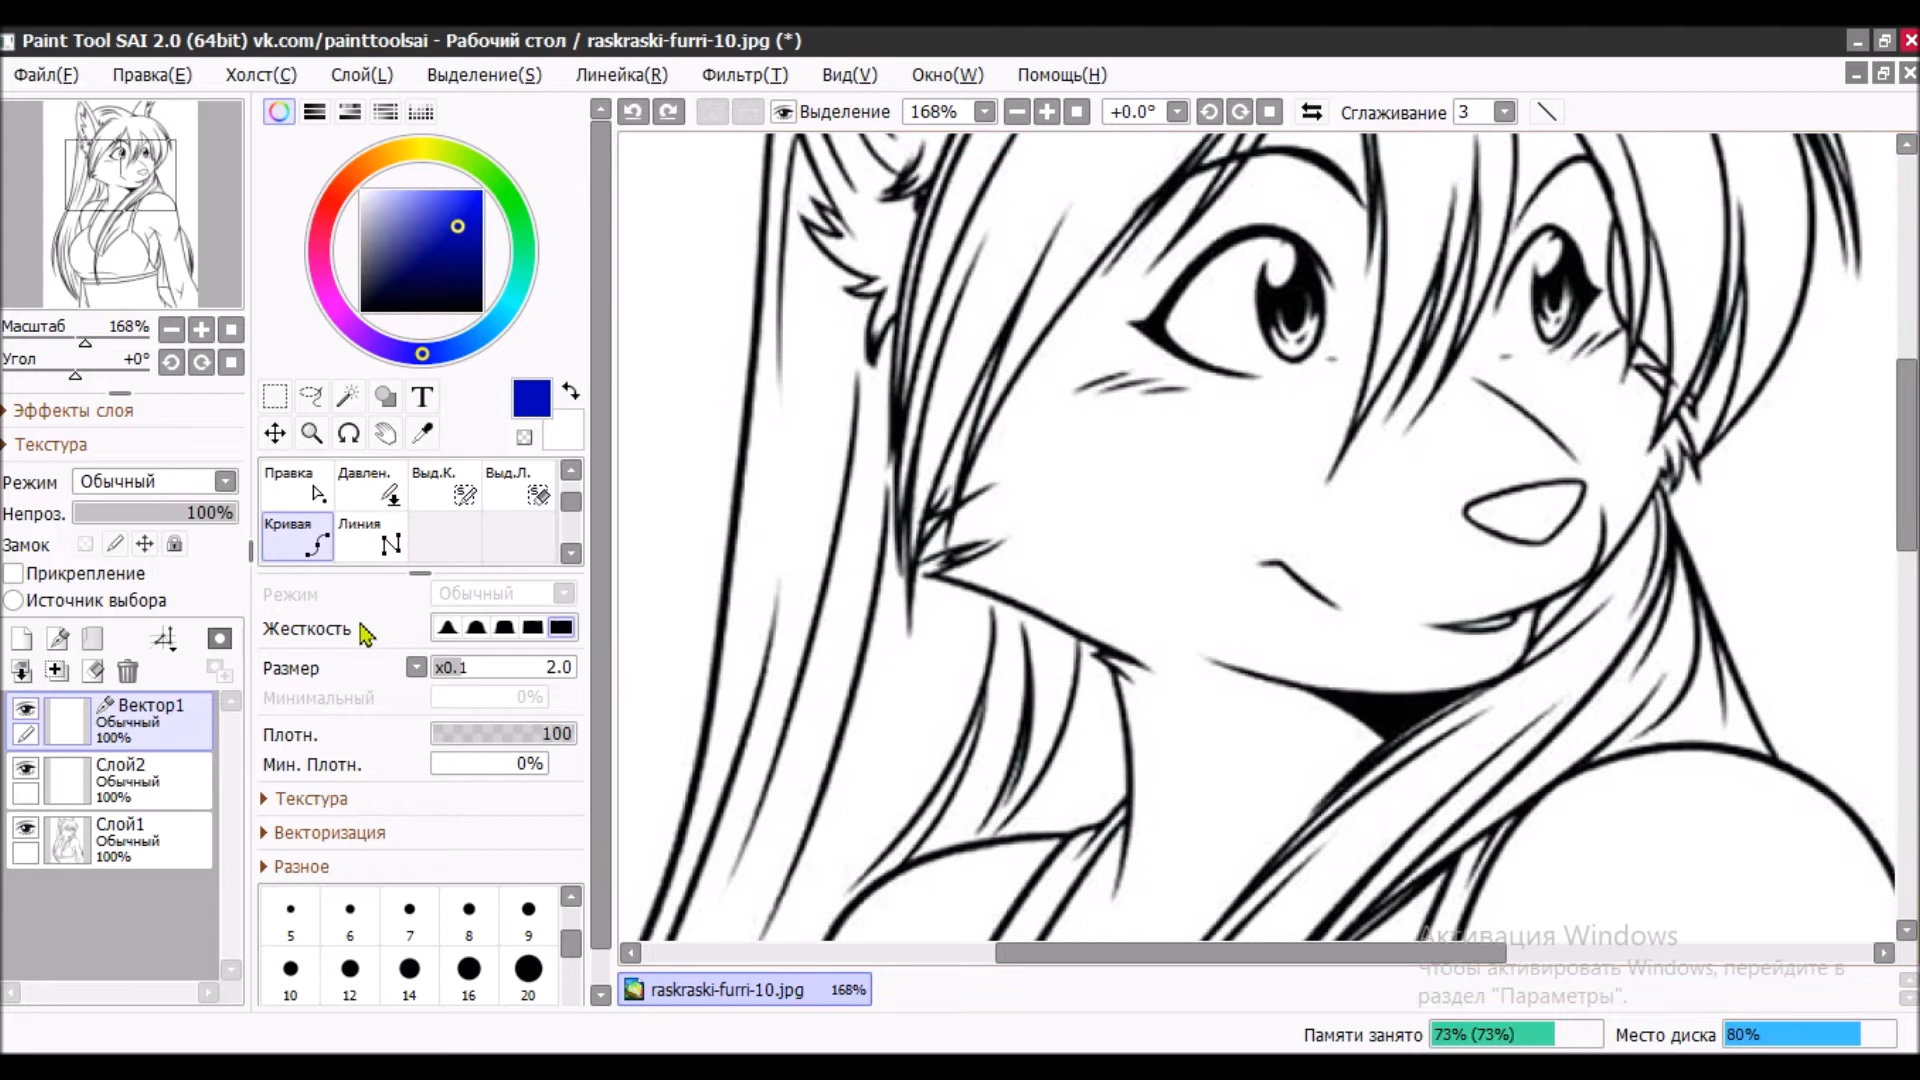 Paint Tool SAI 2.0 (64bit) vk.com/painttoolsai - Рабочий стол / raskraski-furri-10.jpg (*)
Файл(F) Правка(E) Холст(C) Слой(L) Выделение(S) Линейка(R) Фильтр(T) Вид(V) Окно(W) Помощь(H)
Выделение 168% +0.0° Сглаживание 3
Масштаб 168%
Угол +0°
Эффекты слоя
Текстура
Режим Обычный
Непроз. 100%
Замок
Прикрепление
Источник выбора
Вектор1
Обычный
100%
Слой2
Обычный
100%
Слой1
Обычный
100%
T
Правка Давлен. Выд.К. Выд.Л.
Кривая Линия
Режим Обычный
Жесткость
Размер x0.1 2.0
Минимальный 0%
Плотн. 100
Мин. Плотн. 0%
Текстура
Векторизация
Разное
5 6 7 8 9
10 12 14 16 20
Активация Windows
Чтобы активировать Windows, перейдите в
раздел "Параметры".
raskraski-furri-10.jpg 168%
Памяти занято 73% (73%) Место диска 80%